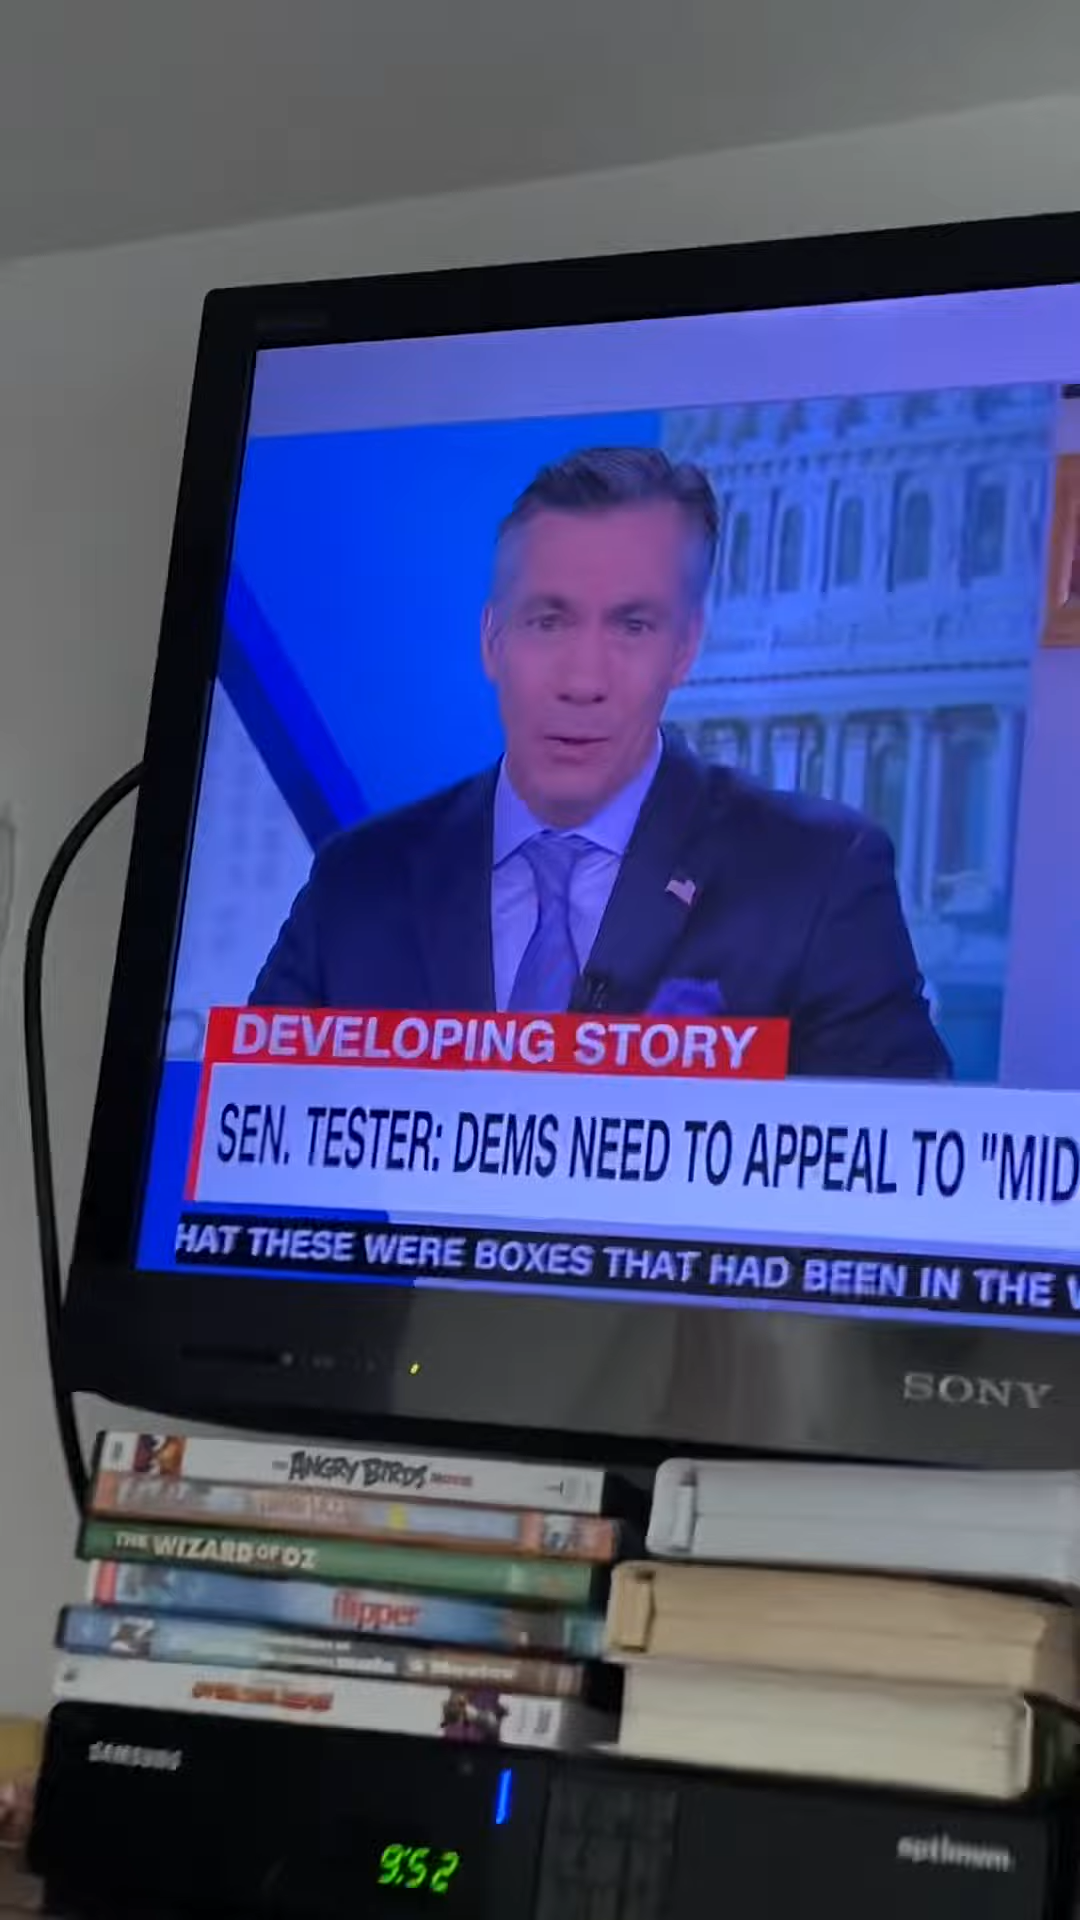 DEVELOPING STORY
SEN. TESTER: DEMS NEED TO APPEAL TO "MID
HAT THESE WERE BOXES THAT HAD BEEN IN THE
SONY
ANGRY BIRDS
THE WIZARD OF OZ
flipper
SAMSUNG
optimum.
9:52